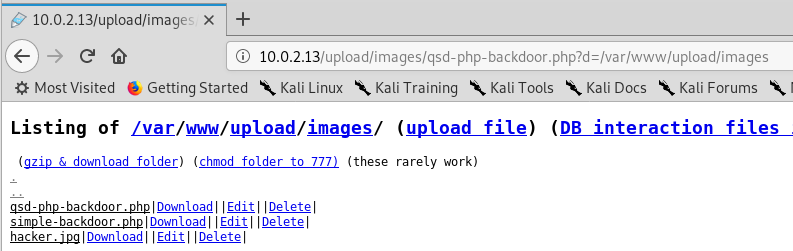 10.0.2.13/upload/images
10.0.2.13/upload/images/qsd-php-backdoor.php?d=/var/www/upload/images
Most Visited Getting Started Kali Linux Kali Training Kali Tools Kali Docs Kali Forums
Listing of /var/www/upload/images/ (upload file) (DB interaction files
(gzip & download folder) (chmod folder to 777) (these rarely work)
.
..
qsd-php-backdoor.php|Download||Edit||Delete|
simple-backdoor.php|Download||Edit||Delete|
hacker.jpg|Download||Edit||Delete|